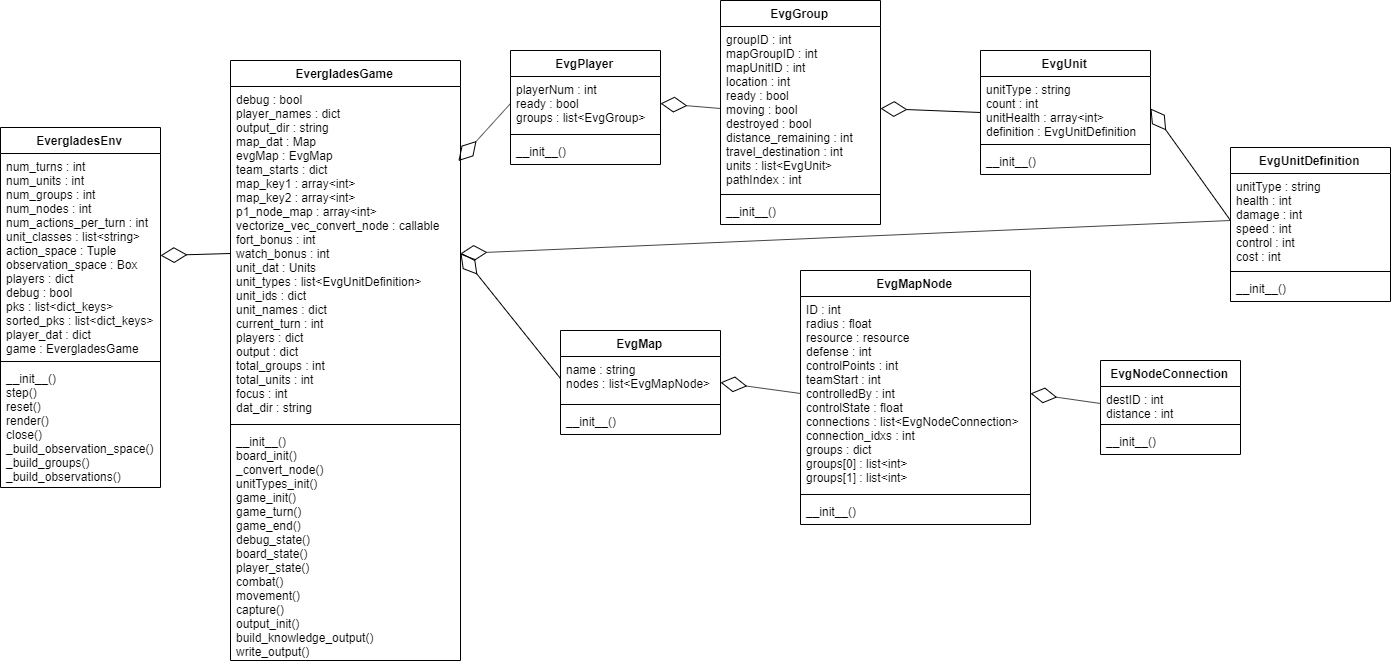 EvergladesEnv
num_turns : int
num_units : int
num_groups : int
num_nodes : int
num_actions_per_turn : int
unit_classes : list<string>
action_space : Tuple
observation_space : Box
players : dict
debug : bool
pks : list<dict_keys>
sorted_pks : list<dict_keys>
player_dat : dict
game : EvergladesGame
__init__()
step()
reset()
render()
close()
_build_observation_space()
_build_groups()
_build_observations()
EvergladesGame
debug : bool
player_names : dict
output_dir : string
map_dat : Map
evgMap : EvgMap
team_starts : dict
map_key1 : array<int>
map_key2 : array<int>
p1_node_map : array<int>
vectorize_vec_convert_node : callable
fort_bonus : int
watch_bonus : int
unit_dat : Units
unit_types : list<EvgUnitDefinition>
unit_ids : dict
unit_names : dict
current_turn : int
players : dict
output : dict
total_groups : int
total_units : int
focus : int
dat_dir : string
__init__()
board_init()
_convert_node()
unitTypes_init()
game_init()
game_turn()
game_end()
debug_state()
board_state()
player_state()
combat()
movement()
capture()
output_init()
build_knowledge_output()
write_output()
EvgPlayer
playerNum : int
ready : bool
groups : list<EvgGroup>
__init__()
EvgGroup
groupID : int
mapGroupID : int
mapUnitID : int
location : int
ready : bool
moving : bool
destroyed : bool
distance_remaining : int
travel_destination : int
units : list<EvgUnit>
pathIndex : int
__init__()
EvgUnit
unitType : string
count : int
unitHealth : array<int>
definition : EvgUnitDefinition
__init__()
EvgUnitDefinition
unitType : string
health : int
damage : int
speed : int
control : int
cost : int
__init__()
EvgMap
name : string
nodes : list<EvgMapNode>
__init__()
EvgMapNode
ID : int
radius : float
resource : resource
defense : int
controlPoints : int
teamStart : int
controlledBy : int
controlState : float
connections : list<EvgNodeConnection>
connection_idxs : int
groups : dict
groups[0] : list<int>
groups[1] : list<int>
__init__()
EvgNodeConnection
destID : int
distance : int
__init__()